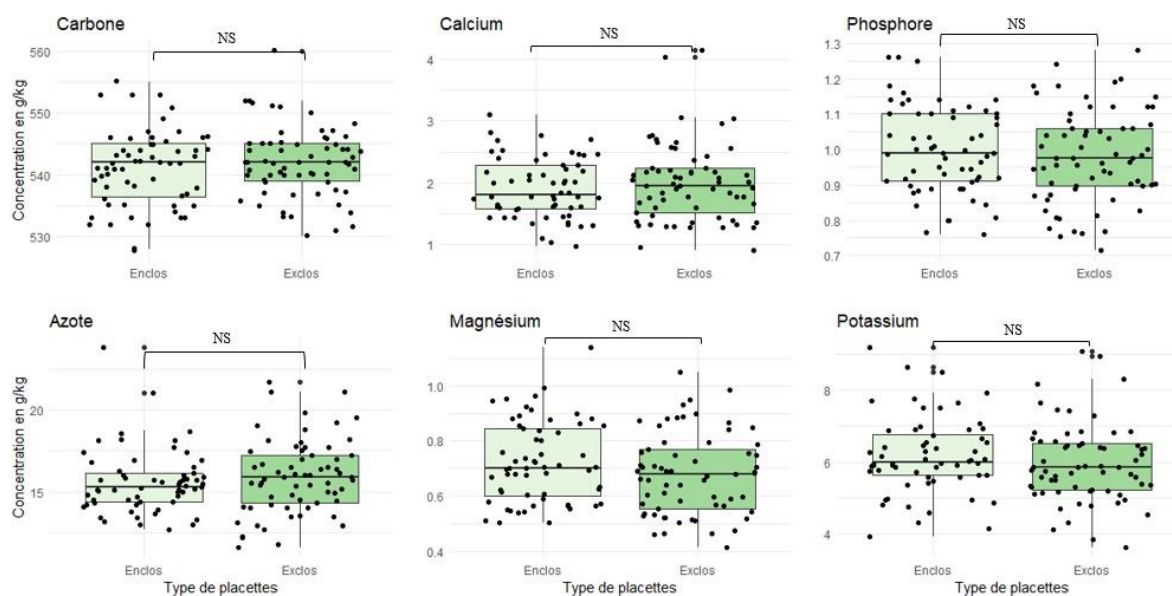 Carbone
NS
Concentration en g/kg
560
550
540
530
Enclos
Exclos
Calcium
NS
4
3
2
1
Enclos
Exclos
Phosphore
NS
1.3
1.2
1.1
1.0
0.9
0.8
0.7
Enclos
Exclos
Azote
NS
Concentration en g/kg
20
15
Enclos
Exclos
Type de placettes
Magnésium
NS
1.0
0.8
0.6
0.4
Enclos
Exclos
Type de placettes
Potassium
NS
8
6
4
Enclos
Exclos
Type de placettes